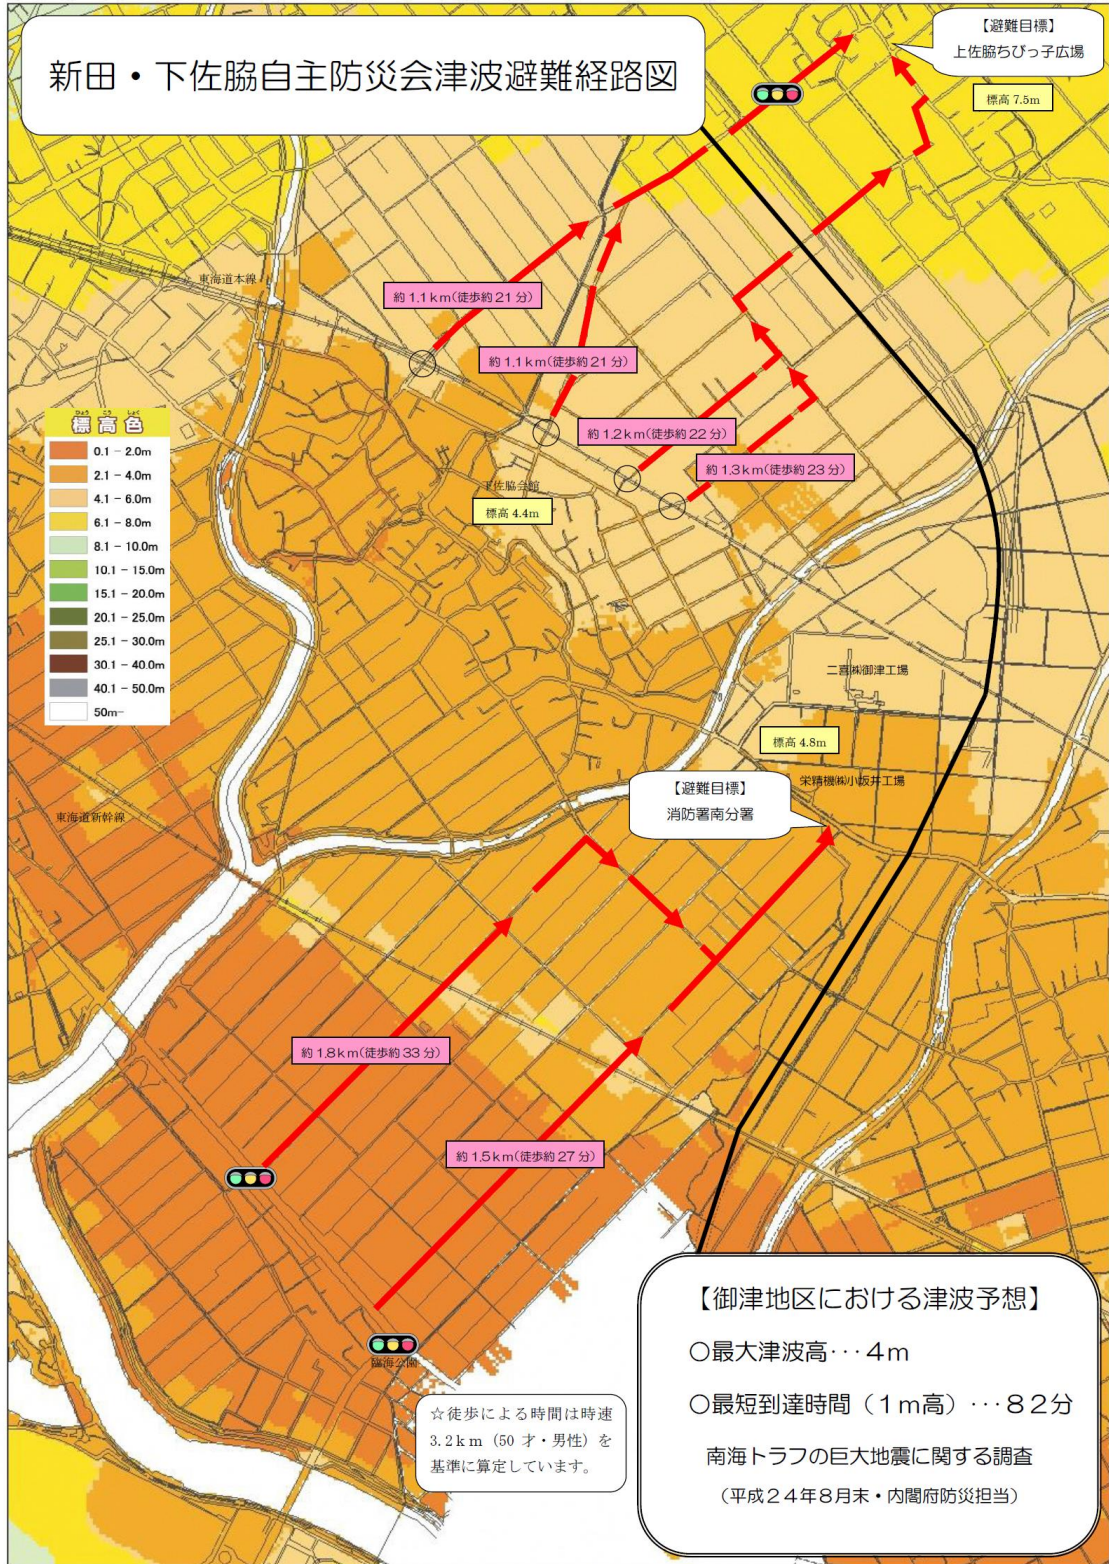 新田・下佐脇自主防災会津波避難経路図
【避難目標】
上佐脇ちびっ子広場
標高 7.5m
東海道本線
約 1.1ｋｍ(徒歩約 21 分)
約 1.1ｋｍ(徒歩約 21 分)
約 1.2ｋｍ(徒歩約 22 分)
約 1.3ｋｍ(徒歩約 23 分)
ひょう こう しょく
標高色
0.1 − 2.0m
2.1 − 4.0m
4.1 − 6.0m
6.1 − 8.0m
8.1 − 10.0m
10.1 − 15.0m
15.1 − 20.0m
20.1 − 25.0m
25.1 − 30.0m
30.1 − 40.0m
40.1 − 50.0m
50m−
下佐脇会館
標高 4.4m
二喜㈱御津工場
標高 4.8m
栄精機㈱小坂井工場
【避難目標】
消防署南分署
東海道新幹線
約 1.8ｋｍ(徒歩約 33 分)
約 1.5ｋｍ(徒歩約 27 分)
臨海公園
☆徒歩による時間は時速
3.2ｋｍ（50 才・男性）を
基準に算定しています。
【御津地区における津波予想】
○最大津波高･･･４ｍ
○最短到達時間（１ｍ高）･･･８２分
南海トラフの巨大地震に関する調査
（平成２４年８月末・内閣府防災担当）